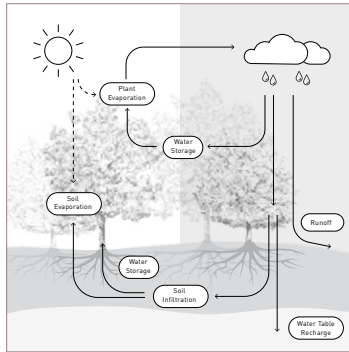 Plant
Evaporation
Water
Storage
Soil
Evaporation
Runoff
Water
Storage
Soil
Infiltration
Water Table
Recharge